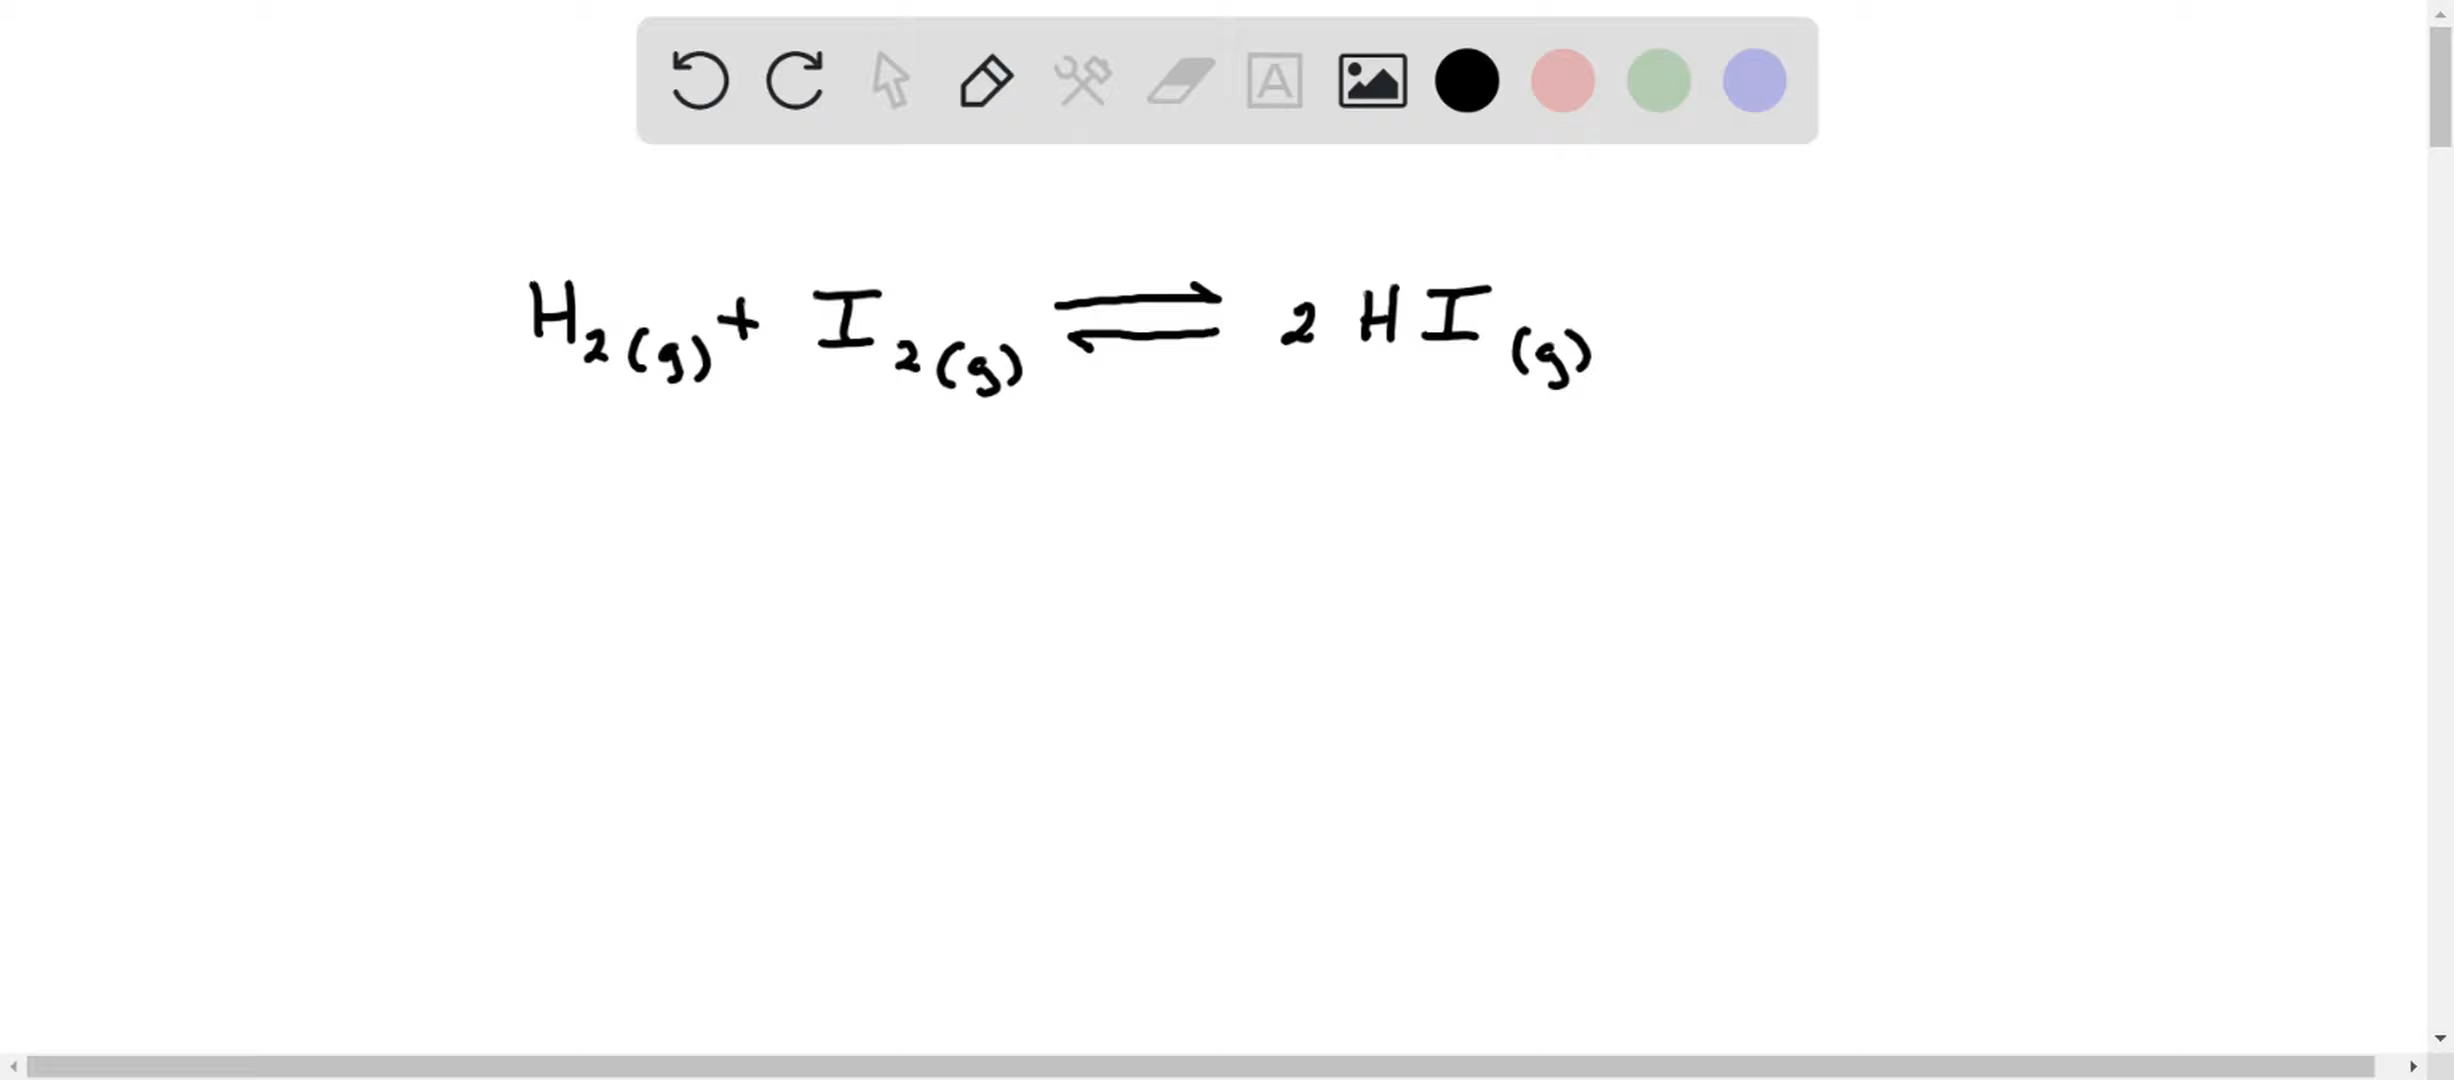 A
H₂(g) + I₂(g) ⇌ 2 HI(g)